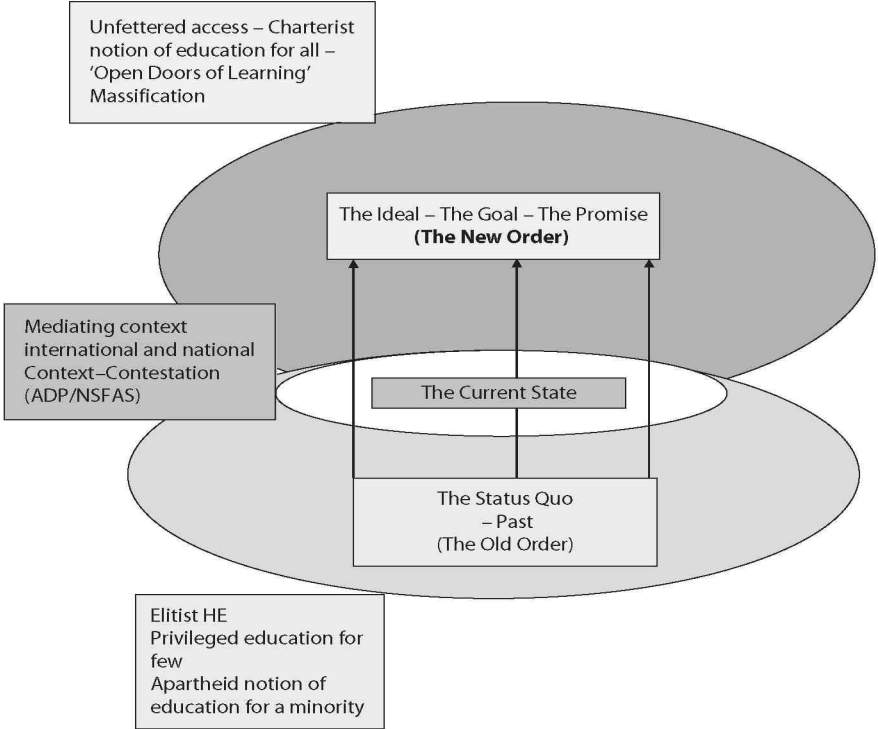 Unfettered access – Charterist
notion of education for all –
‘Open Doors of Learning’
Massification
The Ideal – The Goal – The Promise
(The New Order)
Mediating context
international and national
Context–Contestation
(ADP/NSFAS)
The Current State
The Status Quo
– Past
(The Old Order)
Elitist HE
Privileged education for
few
Apartheid notion of
education for a minority